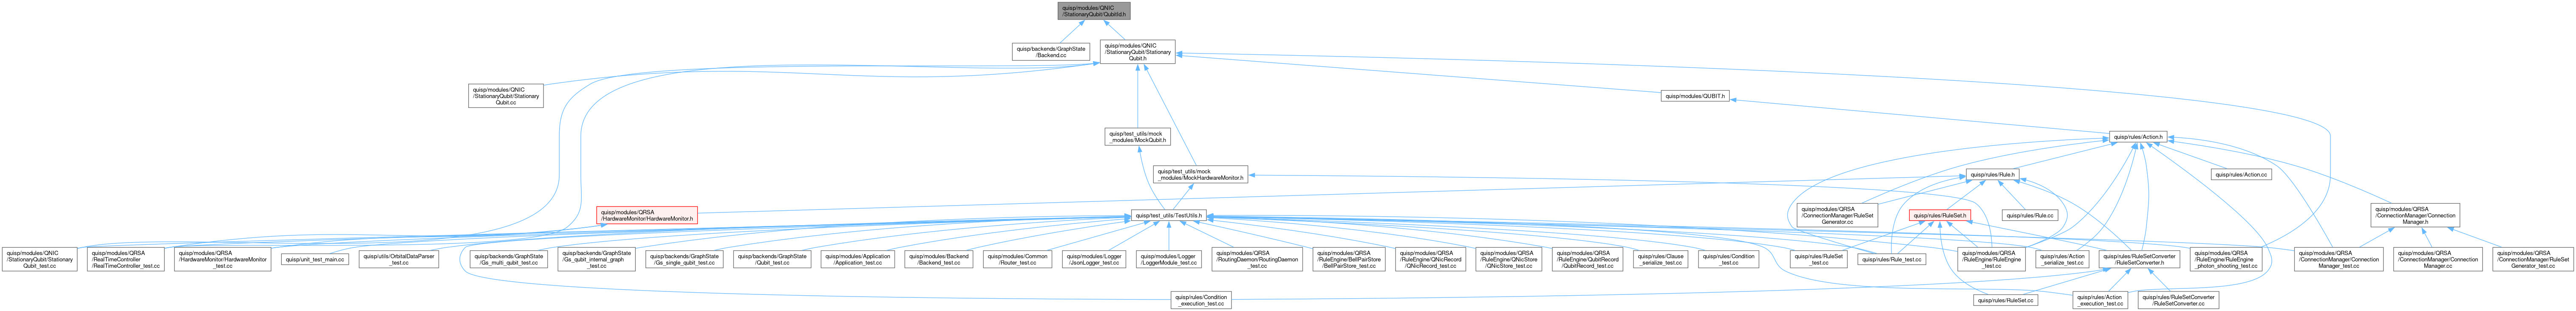 quisp/modules/QNIC
/StationaryQubit/QubitId.h
quisp/backends/GraphState
/Backend.cc
quisp/modules/QNIC
/StationaryQubit/Stationary
Qubit.h
quisp/modules/QNIC
/StationaryQubit/Stationary
Qubit.cc
quisp/modules/QUBIT.h
quisp/test_utils/mock
_modules/MockQubit.h
quisp/rules/Action.h
quisp/test_utils/mock
_modules/MockHardwareMonitor.h
quisp/rules/Rule.h
quisp/rules/Action.cc
quisp/modules/QRSA
/HardwareMonitor/HardwareMonitor.h
quisp/test_utils/TestUtils.h
quisp/modules/QRSA
/ConnectionManager/RuleSet
Generator.cc
quisp/rules/RuleSet.h
quisp/rules/Rule.cc
quisp/modules/QRSA
/ConnectionManager/Connection
Manager.h
quisp/modules/QNIC
/StationaryQubit/Stationary
Qubit_test.cc
quisp/modules/QRSA
/RealTimeController
/RealTimeController_test.cc
quisp/modules/QRSA
/HardwareMonitor/HardwareMonitor
_test.cc
quisp/unit_test_main.cc
quisp/utils/OrbitalDataParser
_test.cc
quisp/backends/GraphState
/Gs_multi_qubit_test.cc
quisp/backends/GraphState
/Gs_qubit_internal_graph
_test.cc
quisp/backends/GraphState
/Gs_single_qubit_test.cc
quisp/backends/GraphState
/Qubit_test.cc
quisp/modules/Application
/Application_test.cc
quisp/modules/Backend
/Backend_test.cc
quisp/modules/Common
/Router_test.cc
quisp/modules/Logger
/JsonLogger_test.cc
quisp/modules/Logger
/LoggerModule_test.cc
quisp/modules/QRSA
/RoutingDaemon/RoutingDaemon
_test.cc
quisp/modules/QRSA
/RuleEngine/BellPairStore
/BellPairStore_test.cc
quisp/modules/QRSA
/RuleEngine/QNicRecord
/QNicRecord_test.cc
quisp/modules/QRSA
/RuleEngine/QNicStore
/QNicStore_test.cc
quisp/modules/QRSA
/RuleEngine/QubitRecord
/QubitRecord_test.cc
quisp/rules/Clause
_serialize_test.cc
quisp/rules/Condition
_test.cc
quisp/rules/RuleSet
_test.cc
quisp/rules/Rule_test.cc
quisp/modules/QRSA
/RuleEngine/RuleEngine
_test.cc
quisp/rules/Action
_serialize_test.cc
quisp/rules/RuleSetConverter
/RuleSetConverter.h
quisp/modules/QRSA
/RuleEngine/RuleEngine
_photon_shooting_test.cc
quisp/modules/QRSA
/ConnectionManager/Connection
Manager_test.cc
quisp/modules/QRSA
/ConnectionManager/Connection
Manager.cc
quisp/modules/QRSA
/ConnectionManager/RuleSet
Generator_test.cc
quisp/rules/Condition
_execution_test.cc
quisp/rules/RuleSet.cc
quisp/rules/Action
_execution_test.cc
quisp/rules/RuleSetConverter
/RuleSetConverter.cc